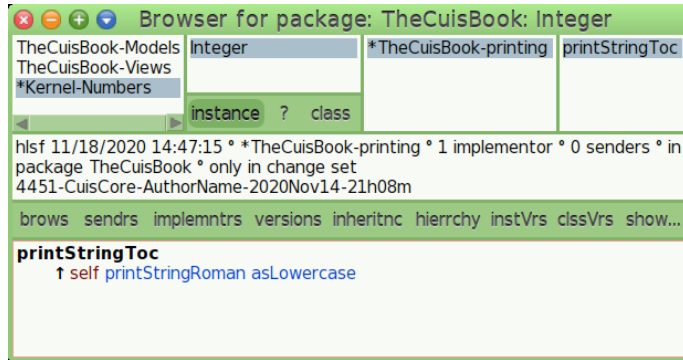 Browser for package: TheCuisBook: Integer
TheCuisBook-Models
TheCuisBook-Views
*Kernel-Numbers
Integer
instance ? class
*TheCuisBook-printing
printStringToc
hlsf 11/18/2020 14:47:15 ° *TheCuisBook-printing ° 1 implementor ° 0 senders ° in
package TheCuisBook ° only in change set
4451-CuisCore-AuthorName-2020Nov14-21h08m
brows sendrs implemntrs versions inheritnc hierrchy instVrs clssVrs show...
printStringToc
↑ self printStringRoman asLowercase